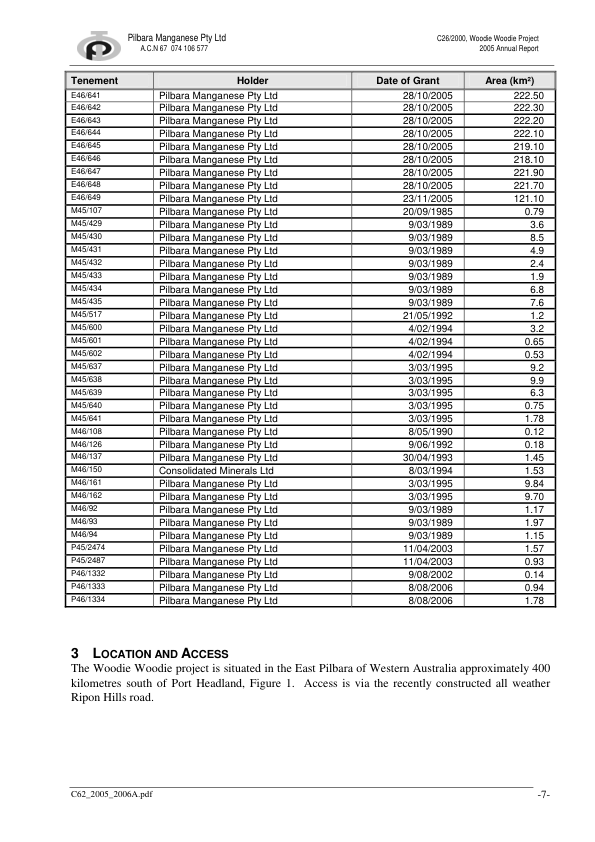 Pilbara Manganese Pty Ltd
A.C.N 67 074 106 577
C26/2000, Woodie Woodie Project
2005 Annual Report
Tenement Holder Date of Grant Area (km²)
E46/641 Pilbara Manganese Pty Ltd 28/10/2005 222.50
E46/642 Pilbara Manganese Pty Ltd 28/10/2005 222.30
E46/643 Pilbara Manganese Pty Ltd 28/10/2005 222.20
E46/644 Pilbara Manganese Pty Ltd 28/10/2005 222.10
E46/645 Pilbara Manganese Pty Ltd 28/10/2005 219.10
E46/646 Pilbara Manganese Pty Ltd 28/10/2005 218.10
E46/647 Pilbara Manganese Pty Ltd 28/10/2005 221.90
E46/648 Pilbara Manganese Pty Ltd 28/10/2005 221.70
E46/649 Pilbara Manganese Pty Ltd 23/11/2005 121.10
M45/107 Pilbara Manganese Pty Ltd 20/09/1985 0.79
M45/429 Pilbara Manganese Pty Ltd 9/03/1989 3.6
M45/430 Pilbara Manganese Pty Ltd 9/03/1989 8.5
M45/431 Pilbara Manganese Pty Ltd 9/03/1989 4.9
M45/432 Pilbara Manganese Pty Ltd 9/03/1989 2.4
M45/433 Pilbara Manganese Pty Ltd 9/03/1989 1.9
M45/434 Pilbara Manganese Pty Ltd 9/03/1989 6.8
M45/435 Pilbara Manganese Pty Ltd 9/03/1989 7.6
M45/517 Pilbara Manganese Pty Ltd 21/05/1992 1.2
M45/600 Pilbara Manganese Pty Ltd 4/02/1994 3.2
M45/601 Pilbara Manganese Pty Ltd 4/02/1994 0.65
M45/602 Pilbara Manganese Pty Ltd 4/02/1994 0.53
M45/637 Pilbara Manganese Pty Ltd 3/03/1995 9.2
M45/638 Pilbara Manganese Pty Ltd 3/03/1995 9.9
M45/639 Pilbara Manganese Pty Ltd 3/03/1995 6.3
M45/640 Pilbara Manganese Pty Ltd 3/03/1995 0.75
M45/641 Pilbara Manganese Pty Ltd 3/03/1995 1.78
M46/108 Pilbara Manganese Pty Ltd 8/05/1990 0.12
M46/126 Pilbara Manganese Pty Ltd 9/06/1992 0.18
M46/137 Pilbara Manganese Pty Ltd 30/04/1993 1.45
M46/150 Consolidated Minerals Ltd 8/03/1994 1.53
M46/161 Pilbara Manganese Pty Ltd 3/03/1995 9.84
M46/162 Pilbara Manganese Pty Ltd 3/03/1995 9.70
M46/92 Pilbara Manganese Pty Ltd 9/03/1989 1.17
M46/93 Pilbara Manganese Pty Ltd 9/03/1989 1.97
M46/94 Pilbara Manganese Pty Ltd 9/03/1989 1.15
P45/2474 Pilbara Manganese Pty Ltd 11/04/2003 1.57
P45/2487 Pilbara Manganese Pty Ltd 11/04/2003 0.93
P46/1332 Pilbara Manganese Pty Ltd 9/08/2002 0.14
P46/1333 Pilbara Manganese Pty Ltd 8/08/2006 0.94
P46/1334 Pilbara Manganese Pty Ltd 8/08/2006 1.78
3 LOCATION AND ACCESS
The Woodie Woodie project is situated in the East Pilbara of Western Australia approximately 400
kilometres south of Port Headland, Figure 1. Access is via the recently constructed all weather
Ripon Hills road.
C62_2005_2006A.pdf
-7-